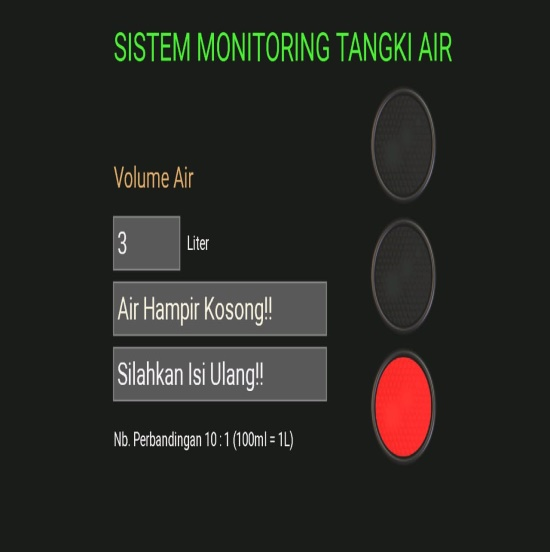 SISTEM MONITORING TANGKI AIR
Volume Air
3 Liter
Air Hampir Kosong!!
Silahkan Isi Ulang!!
Nb. Perbandingan 10 : 1 (100ml = 1L)